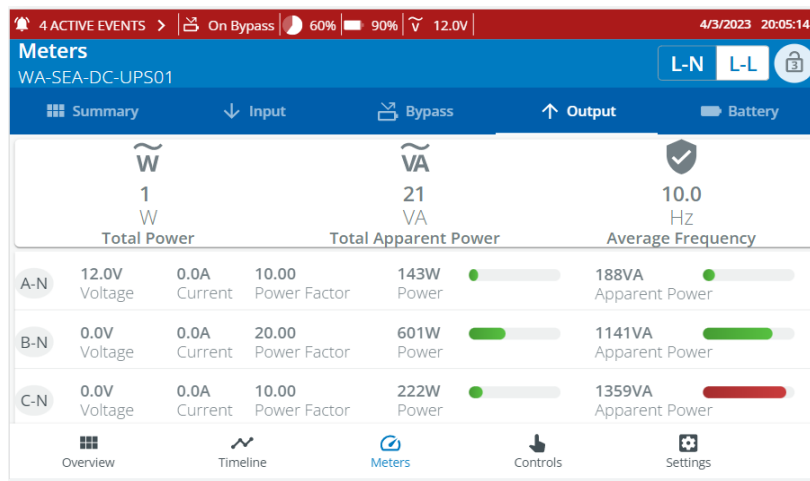 4 ACTIVE EVENTS > On Bypass 60% 90% V 12.0V 4/3/2023 20:05:14
Meters
WA-SEA-DC-UPS01
L-N L-L 3
Summary Input Bypass Output Battery
W VA
1 21 10.0
W VA Hz
Total Power Total Apparent Power Average Frequency
A-N 12.0V 0.0A 10.00 143W 188VA
Voltage Current Power Factor Power Apparent Power
B-N 0.0V 0.0A 20.00 601W 1141VA
Voltage Current Power Factor Power Apparent Power
C-N 0.0V 0.0A 10.00 222W 1359VA
Voltage Current Power Factor Power Apparent Power
Overview Timeline Meters Controls Settings